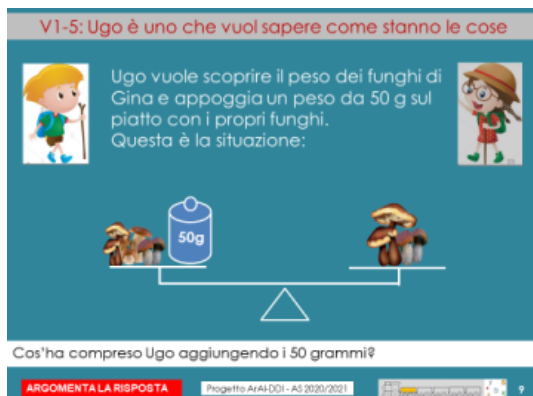 V1-5: Ugo è uno che vuol sapere come stanno le cose
Ugo vuole scoprire il peso dei funghi di
Gina e appoggia un peso da 50 g sul
piatto con i propri funghi.
Questa è la situazione:
50g
Cos'ha compreso Ugo aggiungendo i 50 grammi?
ARGOMENTA LA RISPOSTA
Progetto ArAl-DDI - AS 2020/2021
9